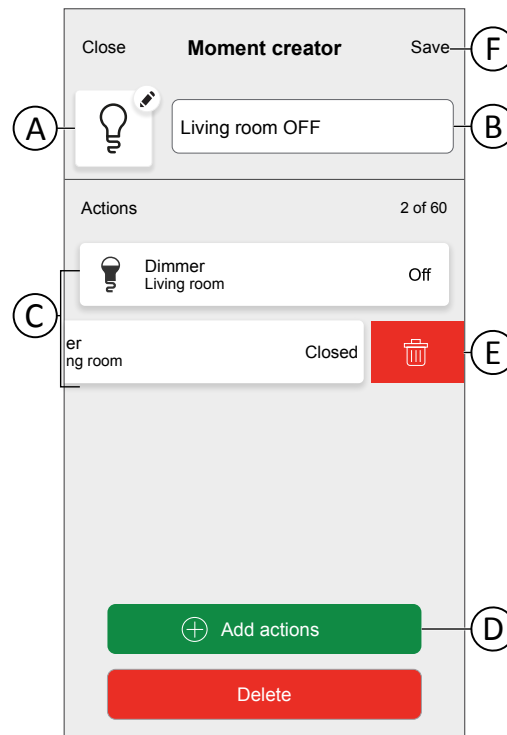 Close Moment creator Save F
A Living room OFF B
Actions 2 of 60
Dimmer
Living room Off
C
er
ng room Closed E
Add actions D
Delete